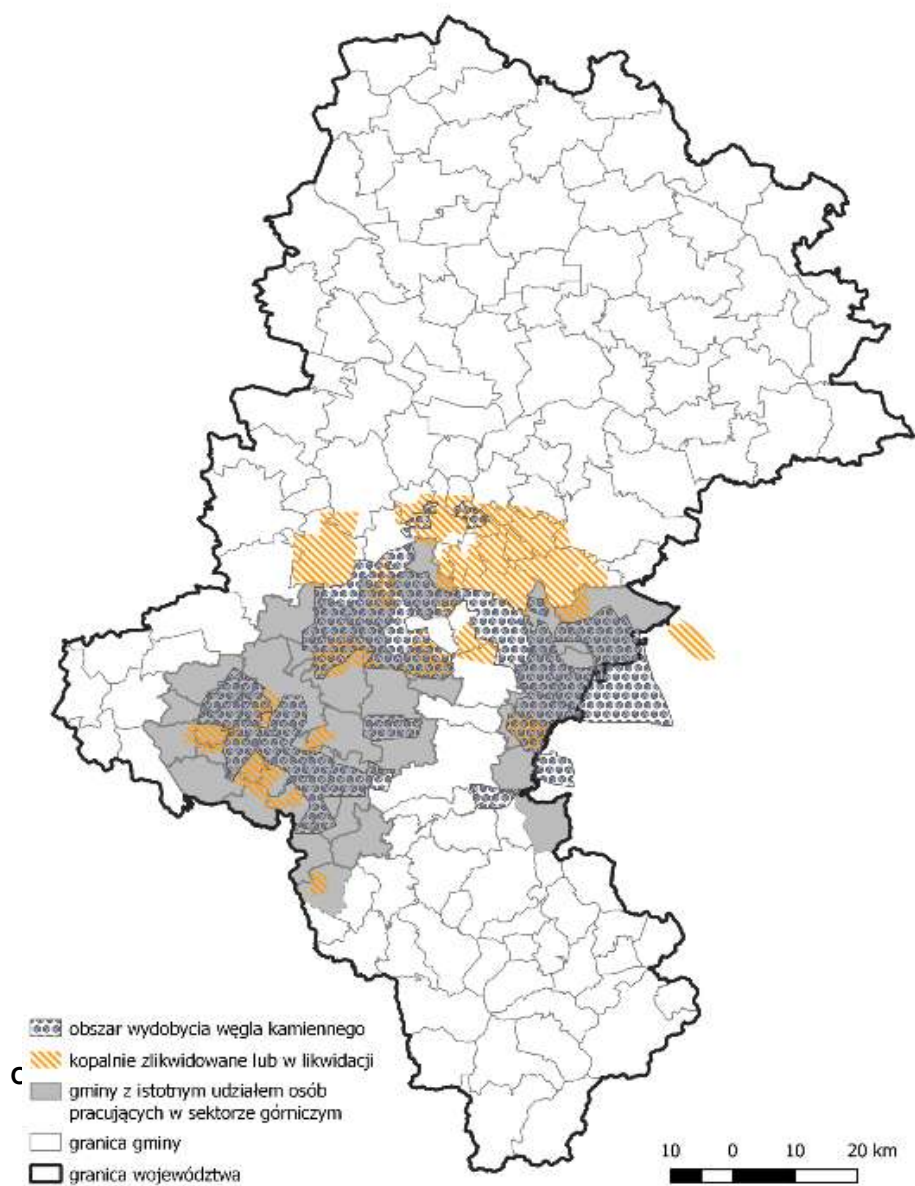 obszar wydobycia węgla kamiennego
kopalnie zlikwidowane lub w likwidacji
c
gminy z istotnym udziałem osób
pracujących w sektorze górniczym
granica gminy
granica województwa
10 0 10 20 km